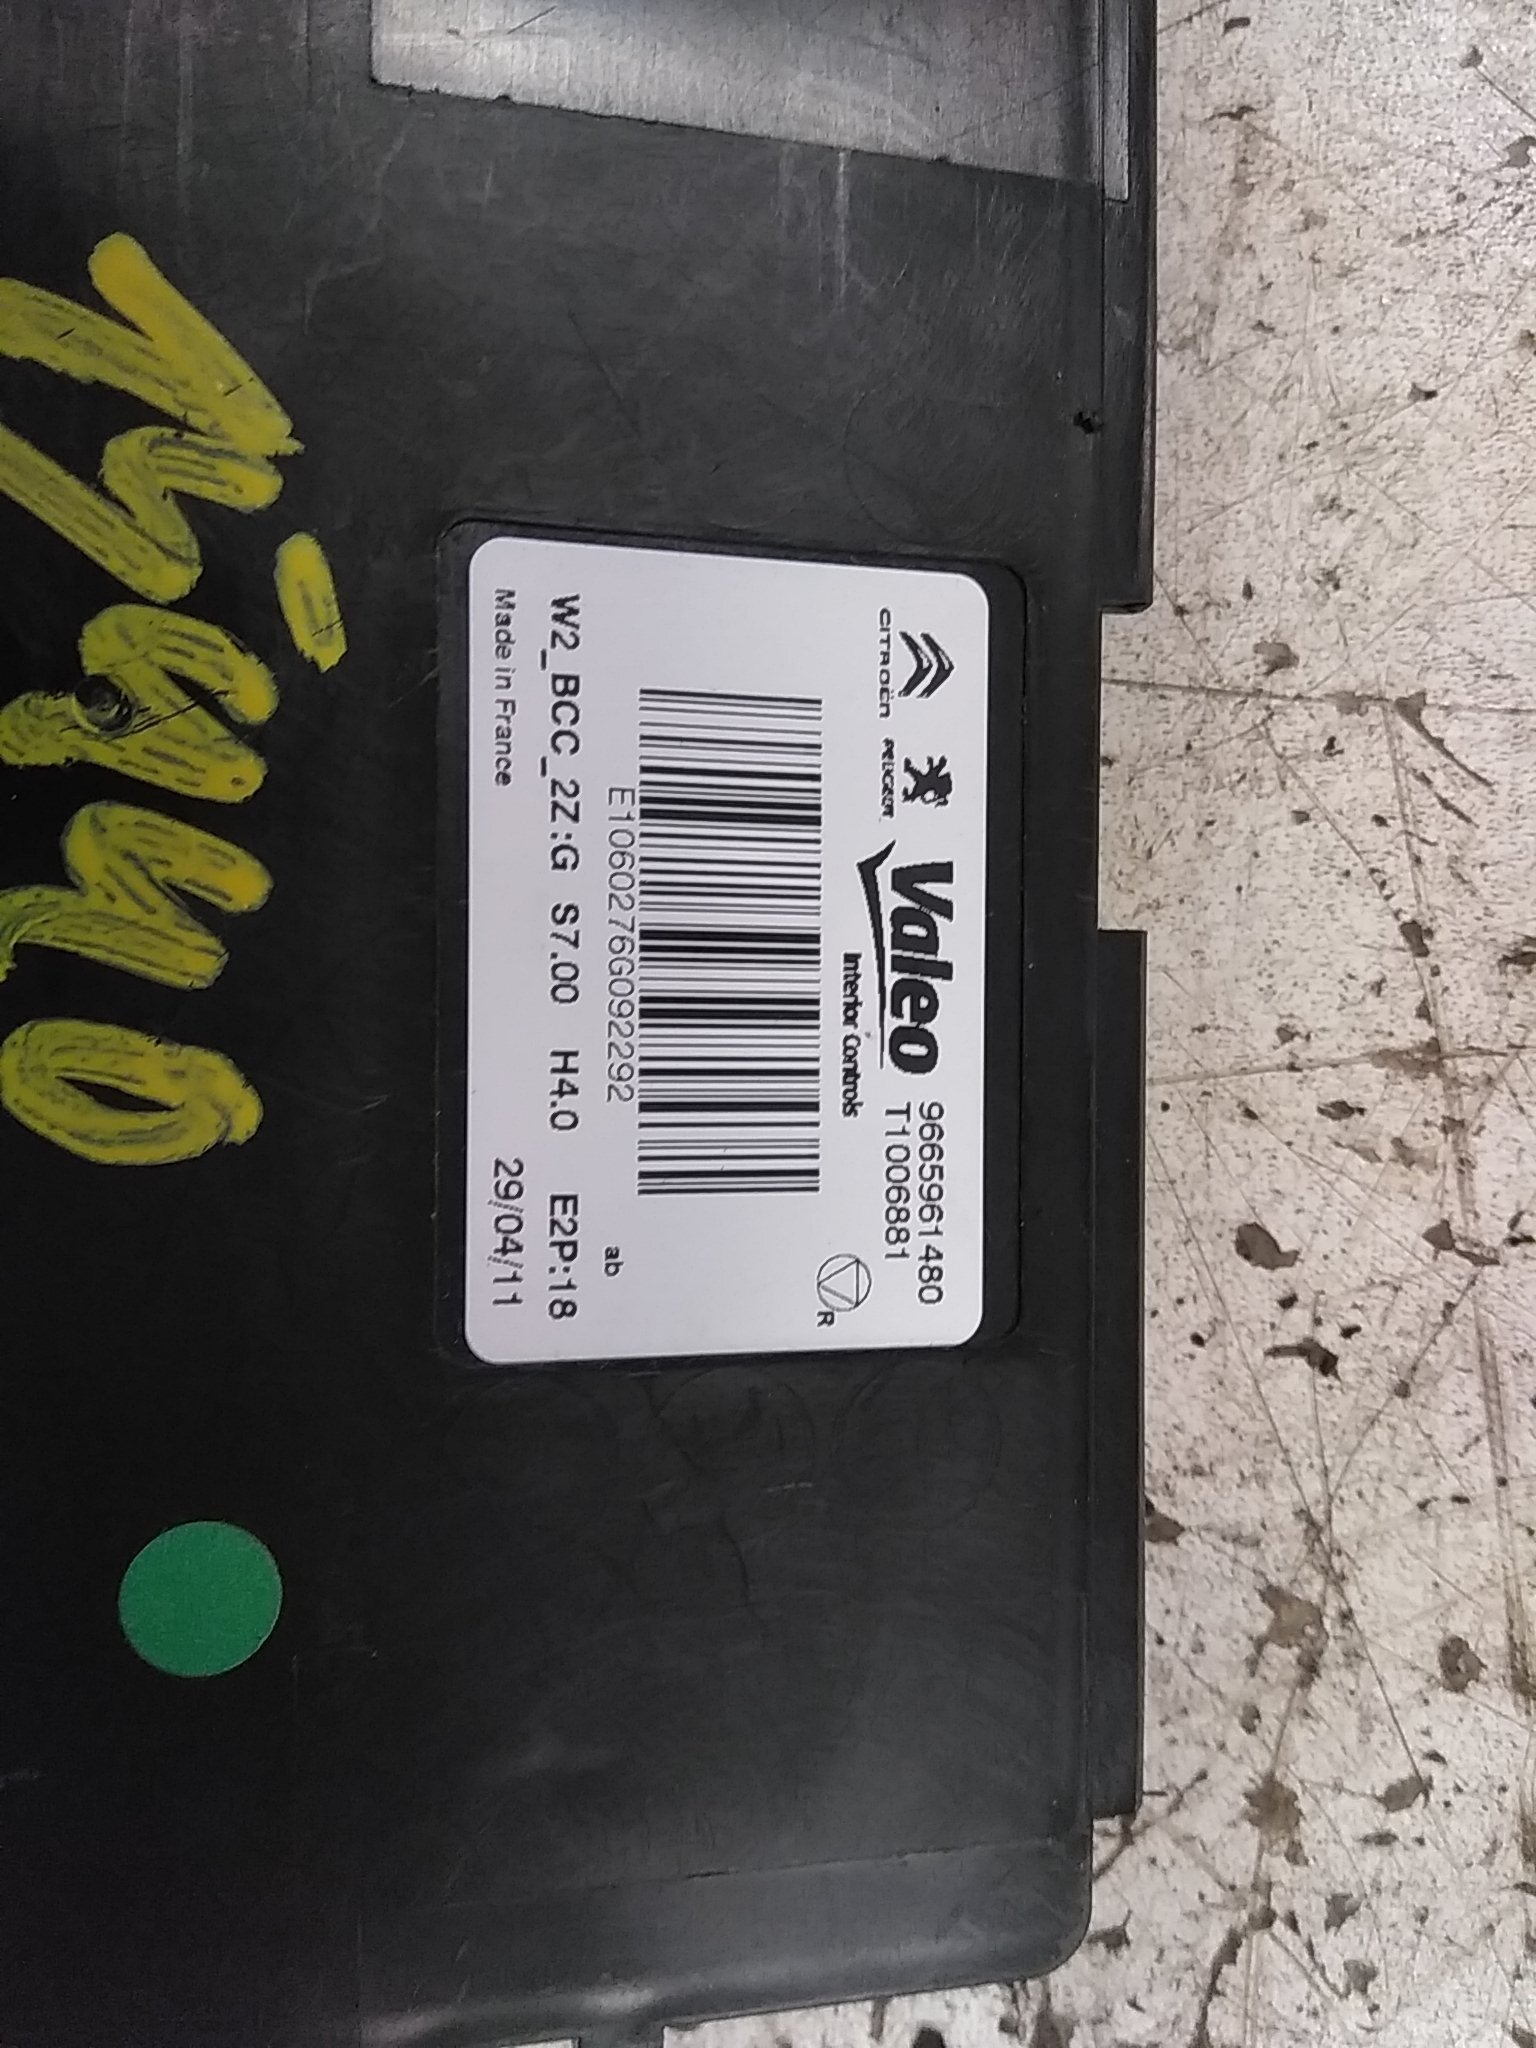 CITROËN PEUGEOT Valeo 9665961480
Interior Controls T1006881
R
E1060276G092292
ab
W2_BCC_2Z:G S7.00 H4.0 E2P:18
Made in France 29/04/11